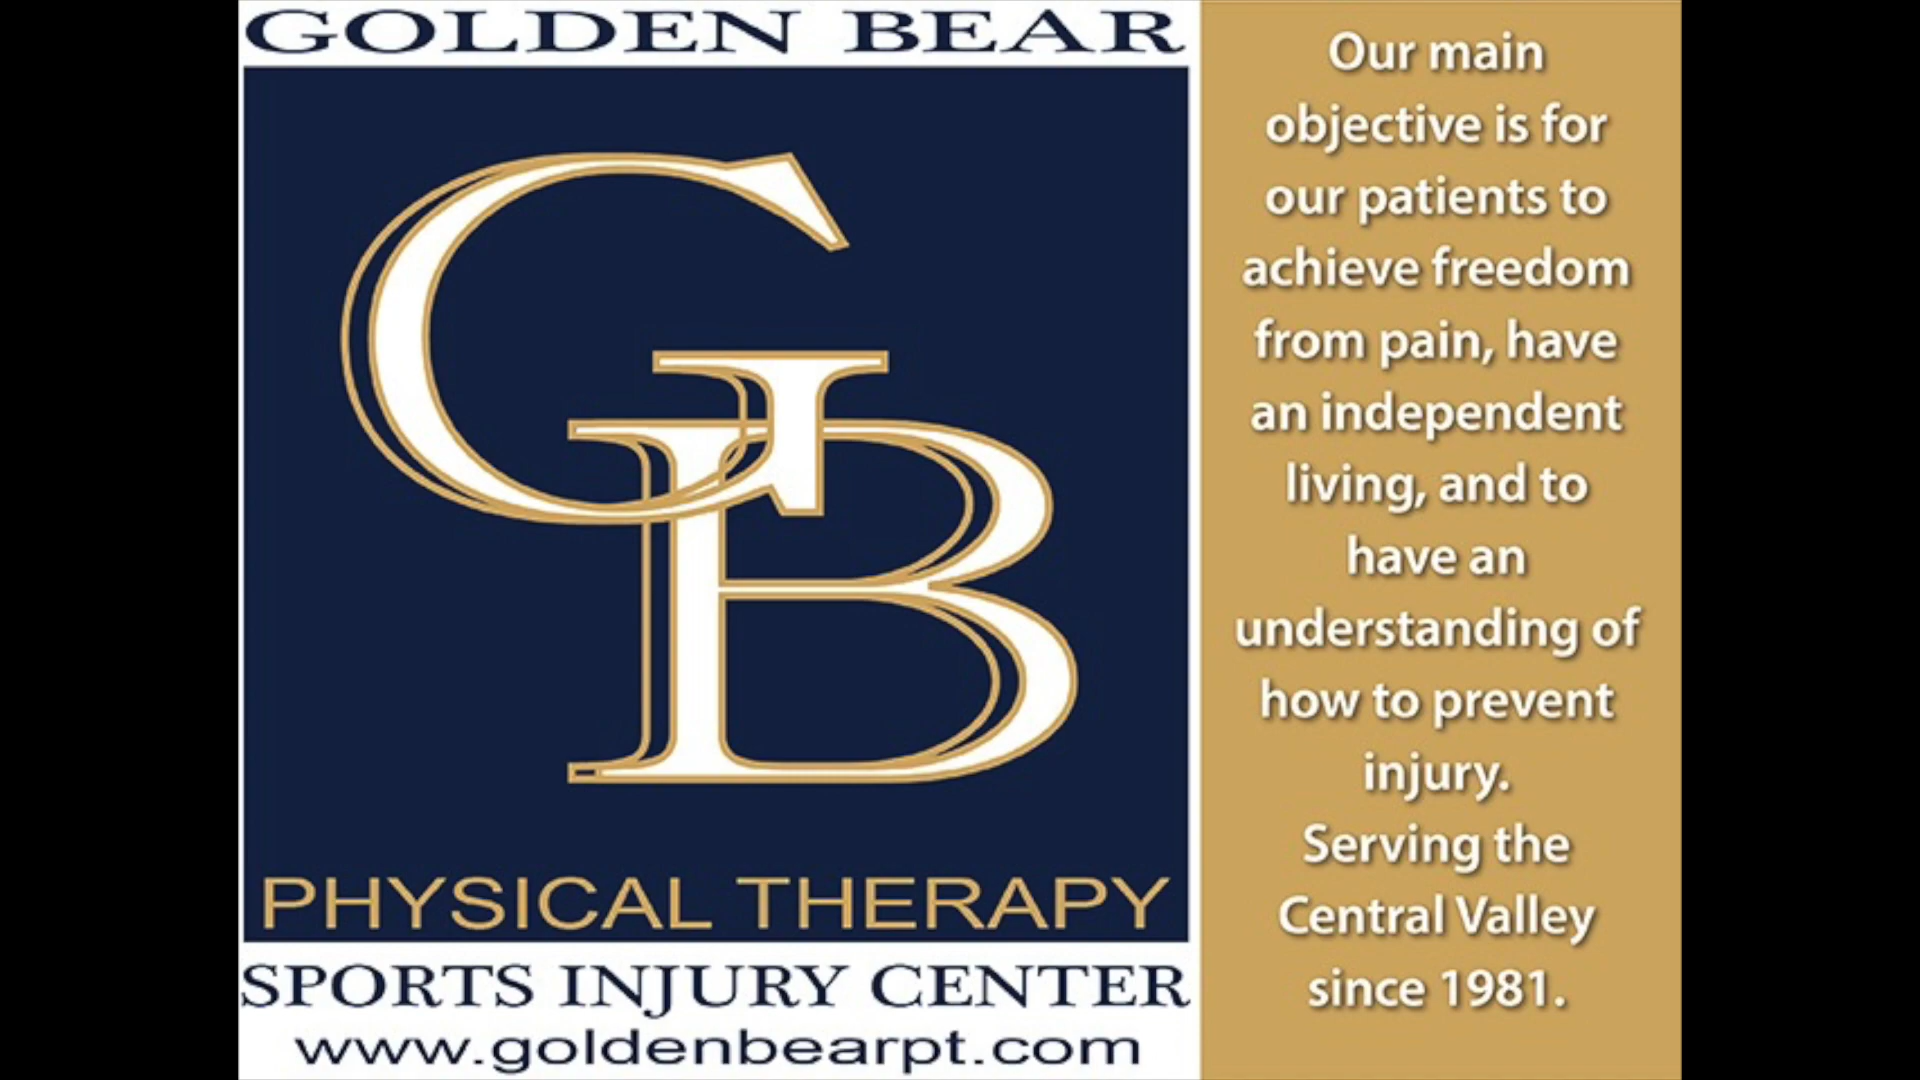 GOLDEN BEAR
GB
PHYSICAL THERAPY
SPORTS INJURY CENTER
www.goldenbearpt.com
Our main
objective is for
our patients to
achieve freedom
from pain, have
an independent
living, and to
have an
understanding of
how to prevent
injury.
Serving the
Central Valley
since 1981.